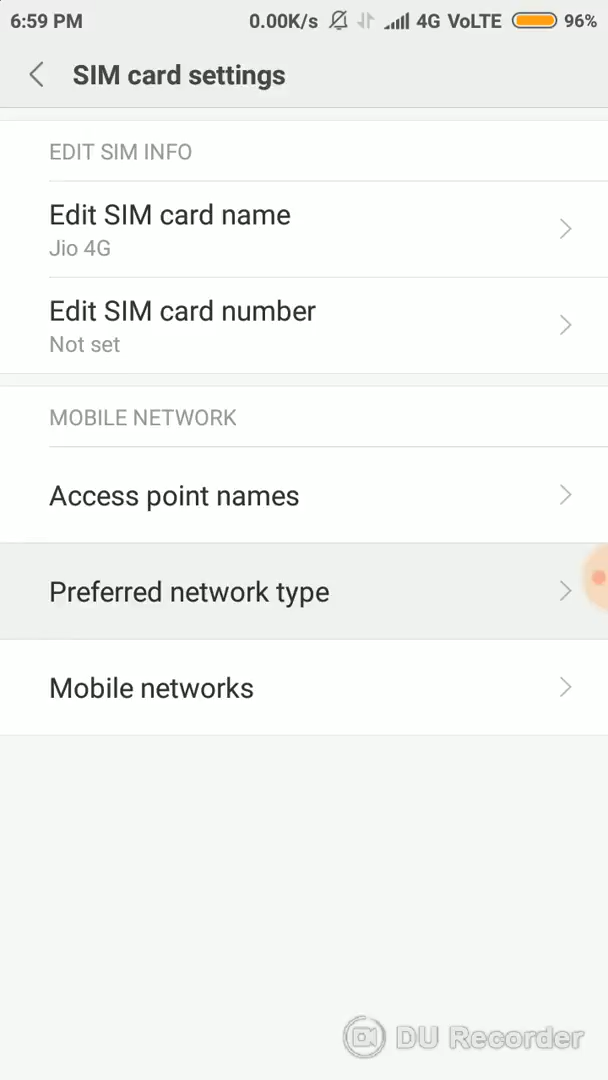 6:59 PM 0.00K/s 4G VoLTE 96%
SIM card settings
EDIT SIM INFO
Edit SIM card name
Jio 4G
Edit SIM card number
Not set
MOBILE NETWORK
Access point names
Preferred network type
Mobile networks
DU Recorder